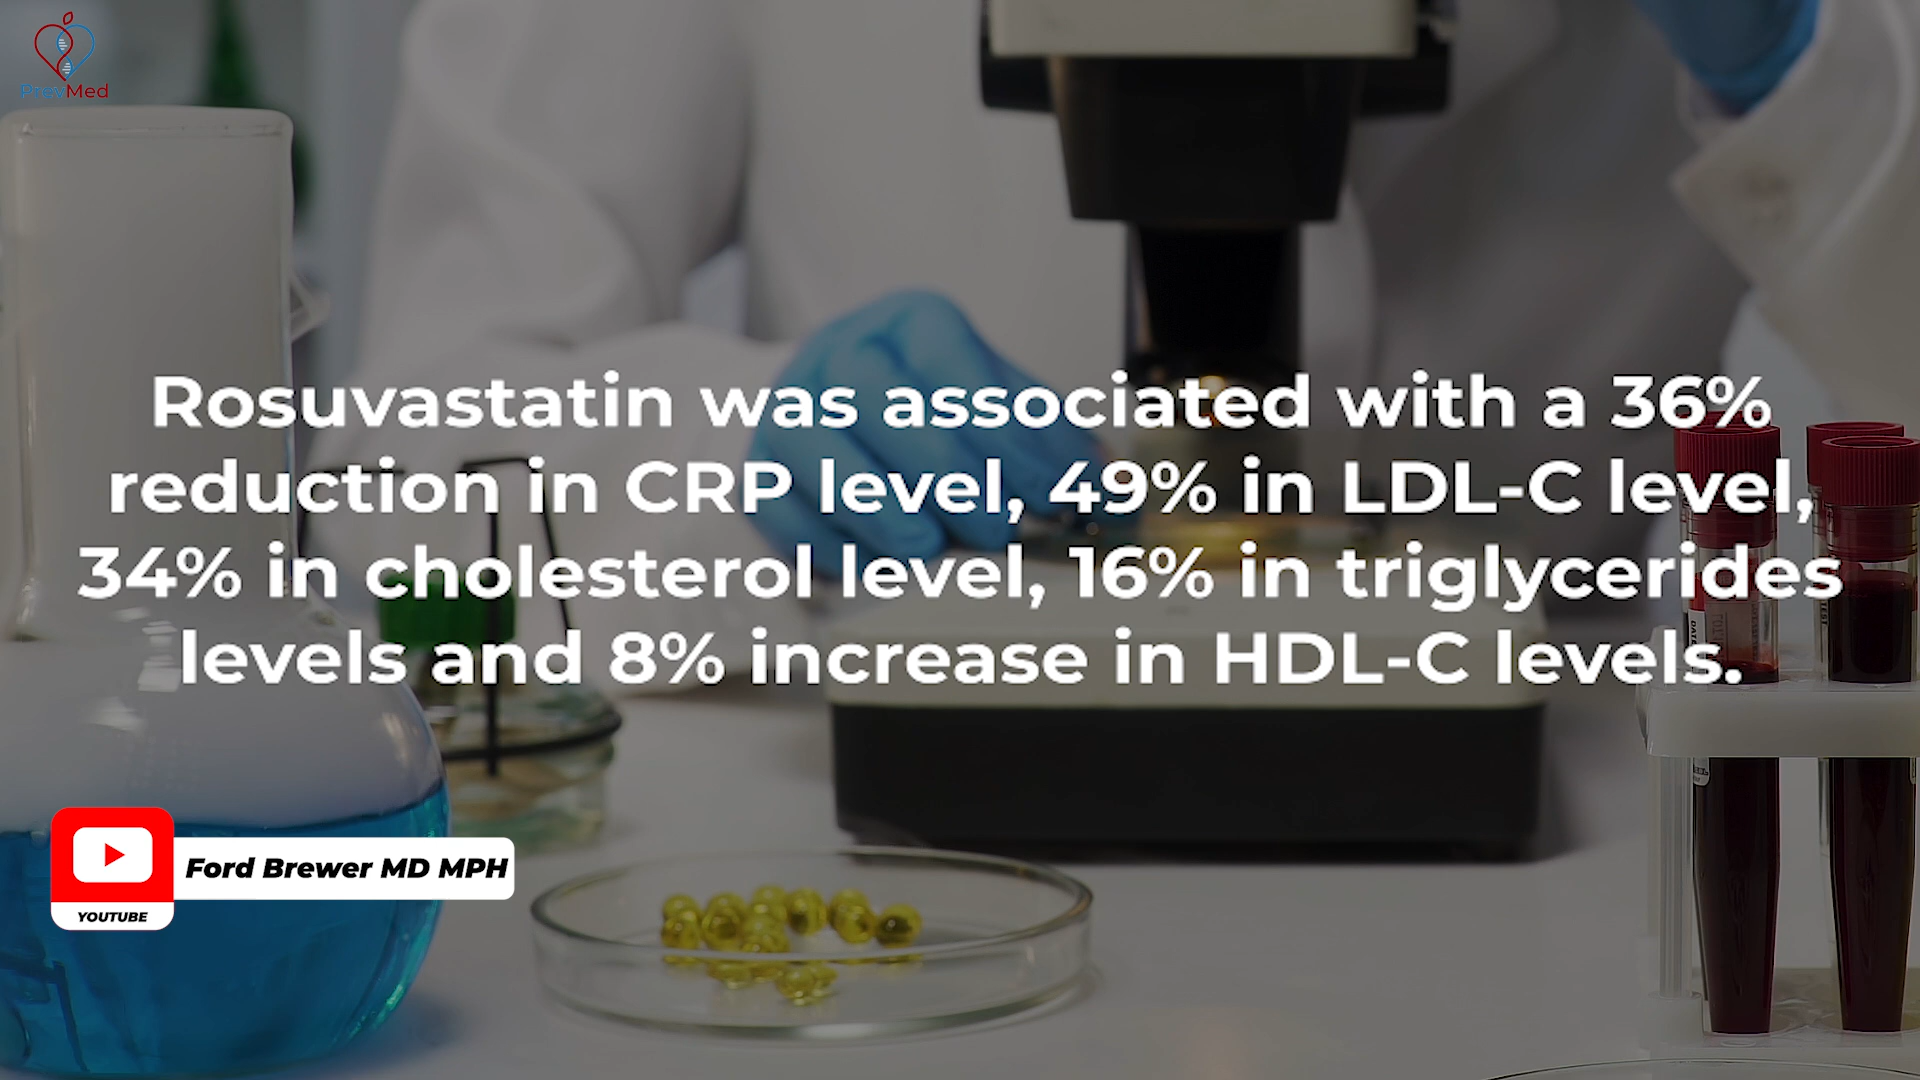 PrevMed
Rosuvastatin was associated with a 36%
reduction in CRP level, 49% in LDL-C level,
34% in cholesterol level, 16% in triglycerides
levels and 8% increase in HDL-C levels.
Ford Brewer MD MPH
YOUTUBE